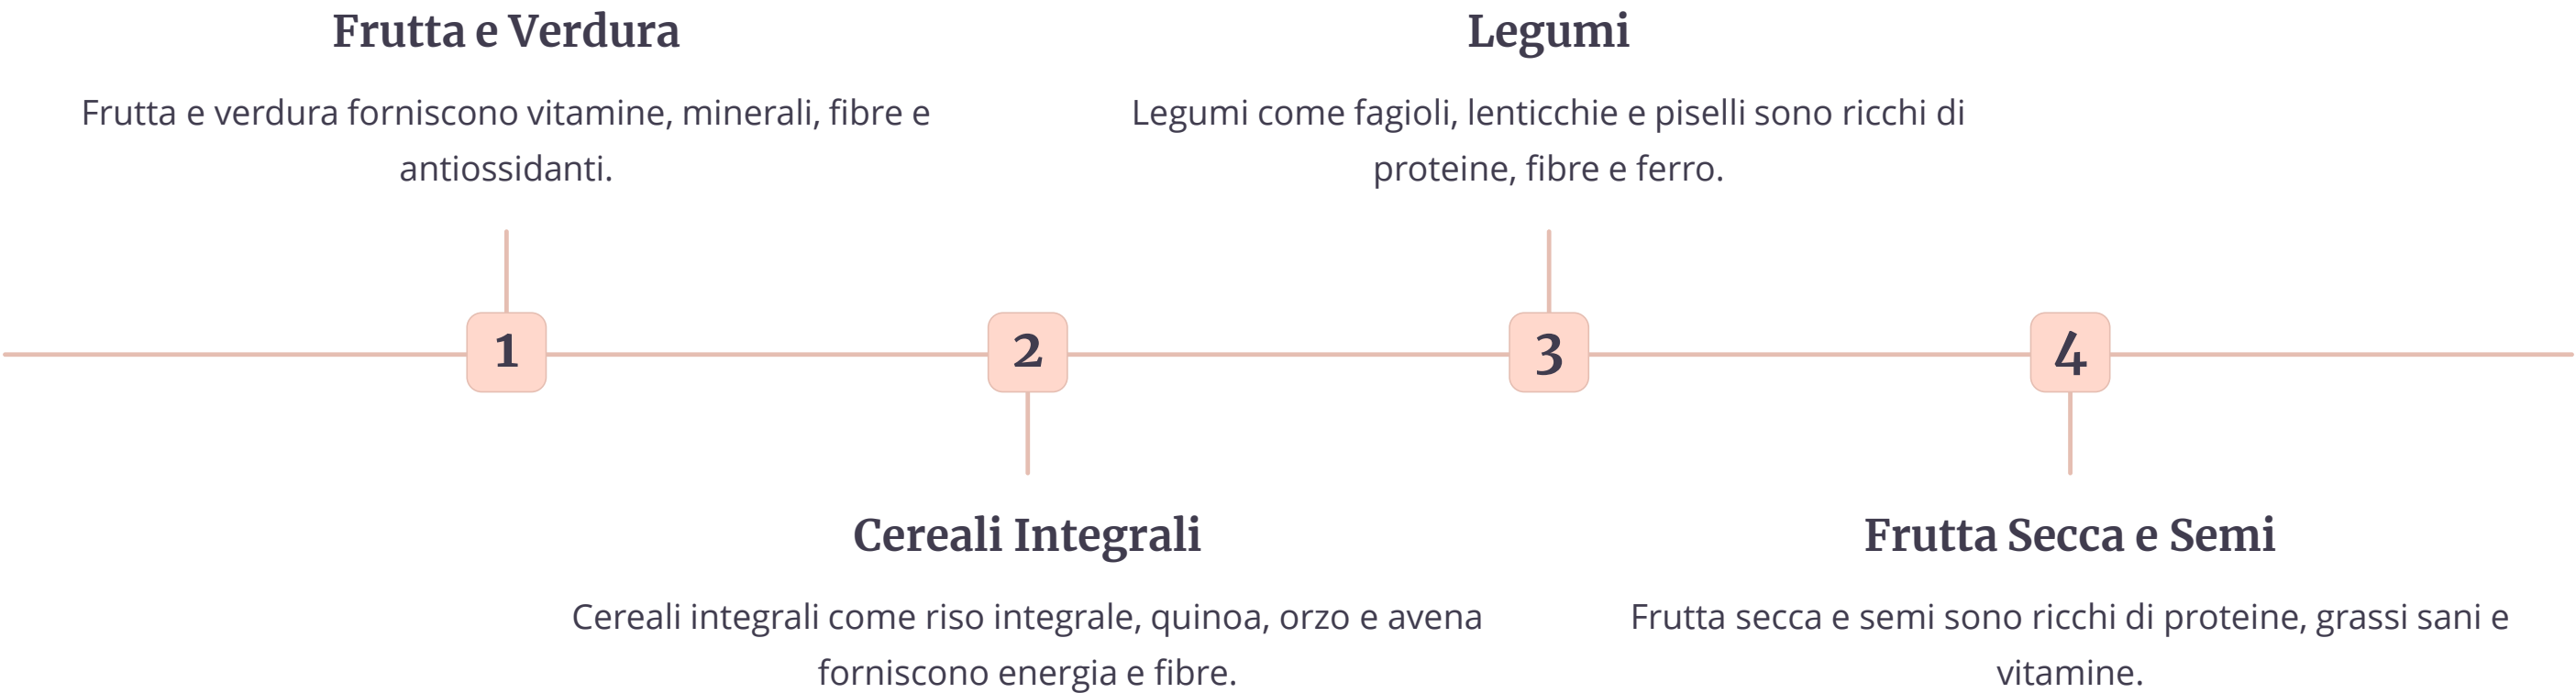 Frutta e Verdura
Frutta e verdura forniscono vitamine, minerali, fibre e
antiossidanti.
1
2
Cereali Integrali
Cereali integrali come riso integrale, quinoa, orzo e avena
forniscono energia e fibre.
Legumi
Legumi come fagioli, lenticchie e piselli sono ricchi di
proteine, fibre e ferro.
3
4
Frutta Secca e Semi
Frutta secca e semi sono ricchi di proteine, grassi sani e
vitamine.